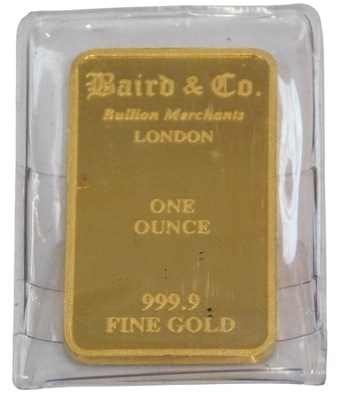 Baird & Co.
Bullion Merchants
LONDON
ONE
OUNCE
999.9
FINE GOLD